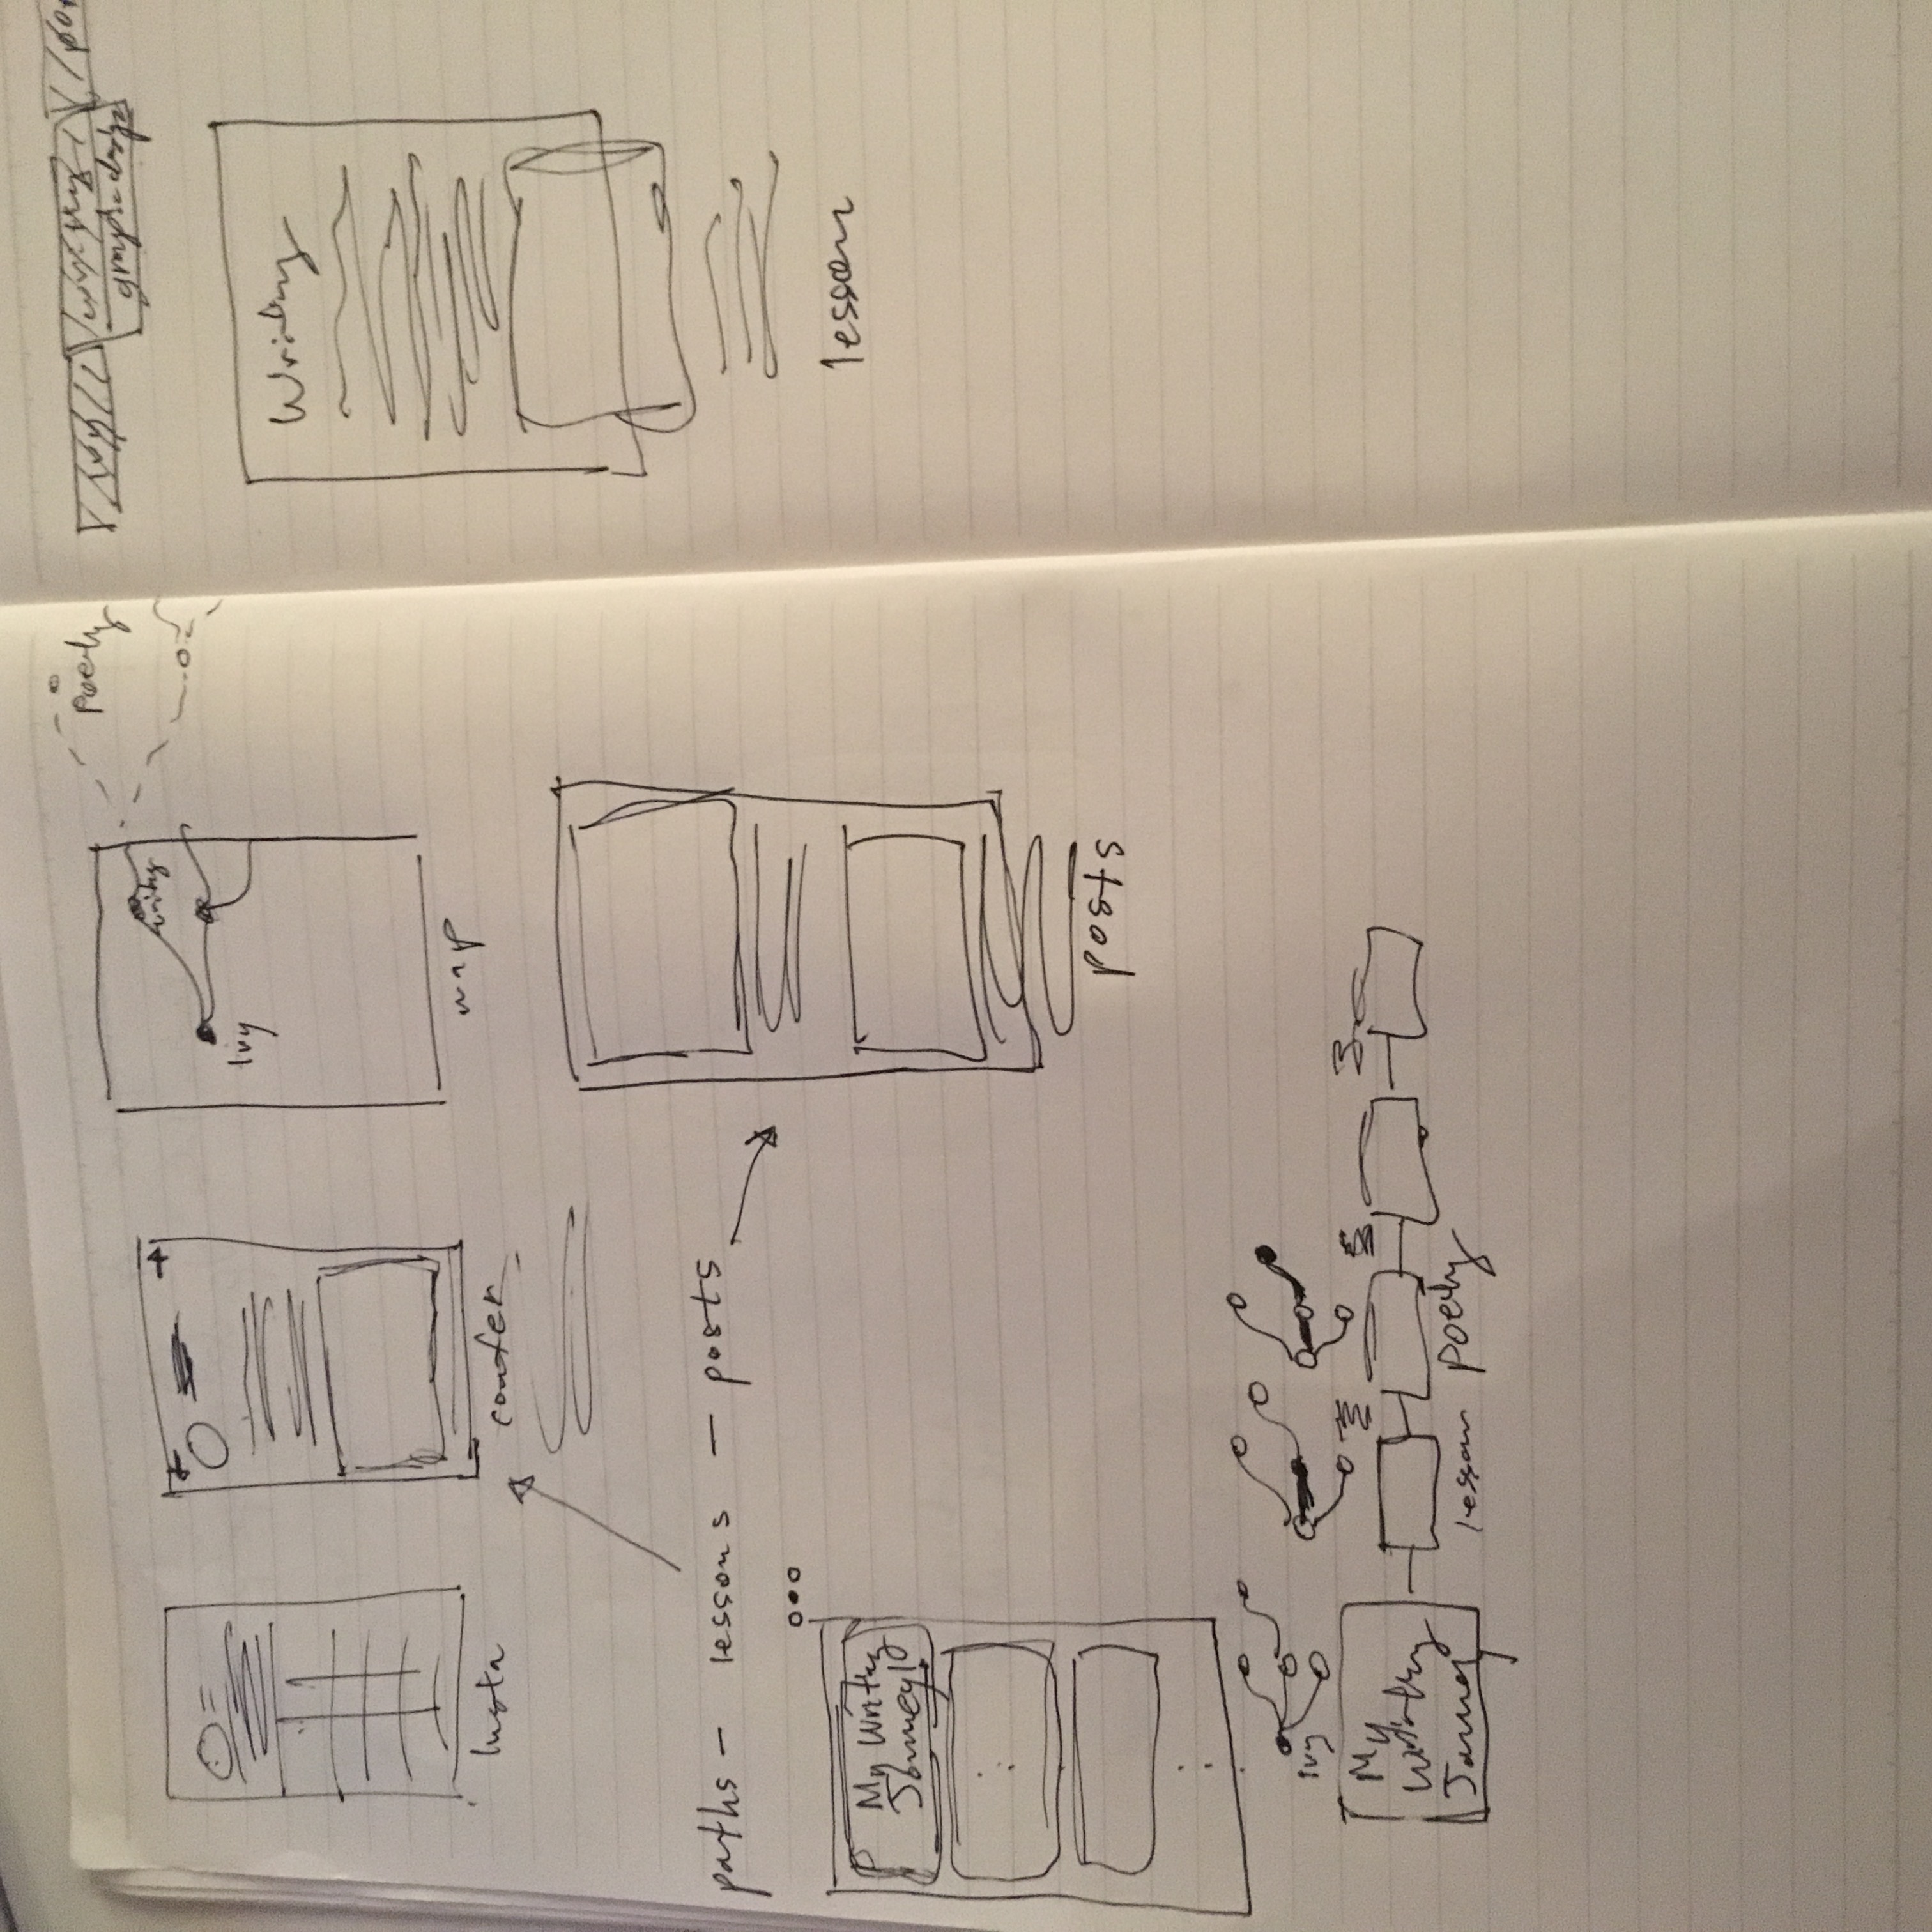 Poetry
Ivy
writing
graphic design
writing
Ivy
Insta
confer
map
Writing
paths - lessons - posts
My Writing
Journey!
posts
lesson
Ivy
My
Writing
Journey
lesson
Poetry